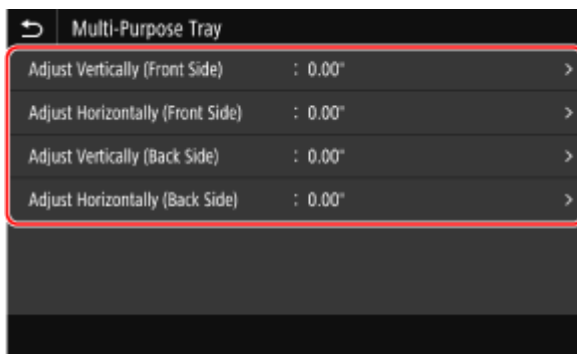 Multi-Purpose Tray
Adjust Vertically (Front Side) : 0.00"
Adjust Horizontally (Front Side) : 0.00"
Adjust Vertically (Back Side) : 0.00"
Adjust Horizontally (Back Side) : 0.00"